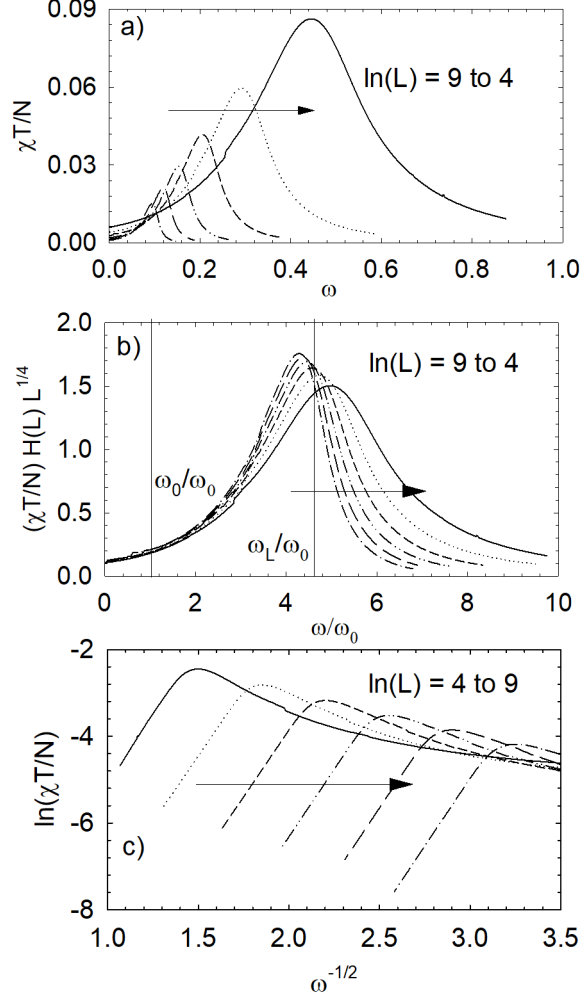 0.09
a)
ln(L) = 9 to 4
0.06
χT/N
0.03
0.00
0.0 0.2 0.4 0.6 0.8 1.0
ω
2.0
b)
ln(L) = 9 to 4
1.5
(χT/N) H(L) L^{1/4}
1.0
ω₀/ω₀
0.5
ω_L/ω₀
0.0
0 2 4 6 8 10
ω/ω₀
-2
ln(L) = 4 to 9
-4
ln(χT/N)
-6
c)
-8
1.0 1.5 2.0 2.5 3.0 3.5
ω^{-1/2}